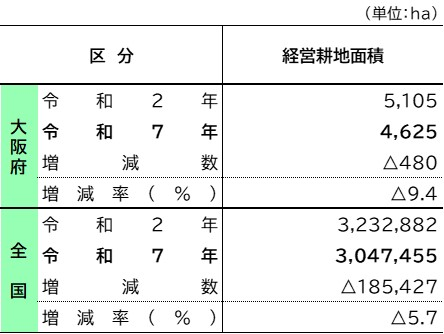 （単位：ha）
区分 経営耕地面積
大阪府
令和2年 5,105
令和7年 4,625
増減数 △480
増減率（％） △9.4
全国
令和2年 3,232,882
令和7年 3,047,455
増減数 △185,427
増減率（％） △5.7